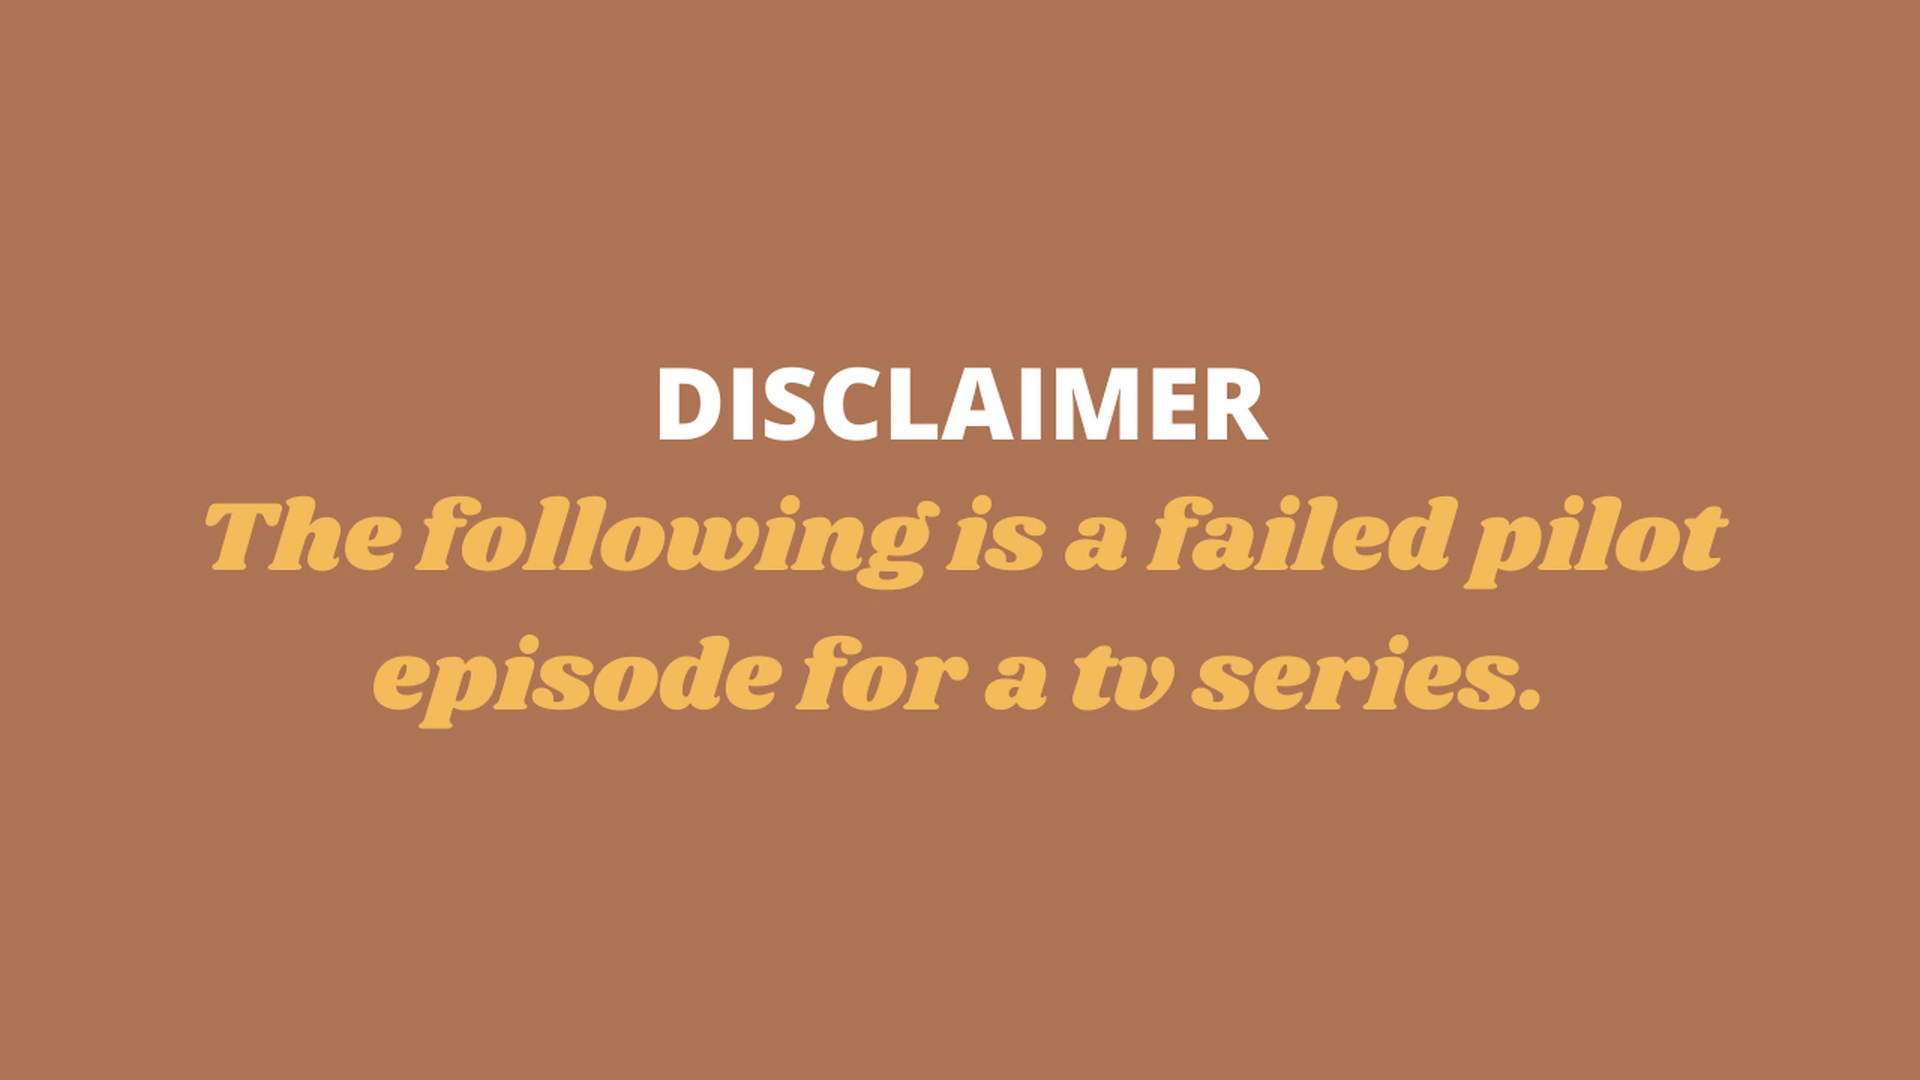 DISCLAIMER
The following is a failed pilot
episode for a tv series.